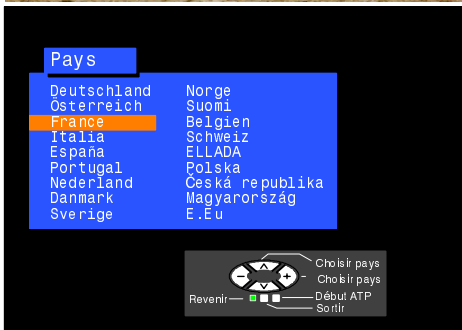 Pays
Deutschland Norge
Österreich Suomi
France Belgien
Italia Schweiz
España ELLADA
Portugal Polska
Nederland Česká republika
Danmark Magyarország
Sverige E.Eu
Choisir pays
Choisir pays
Revenir
Début ATP
Sortir